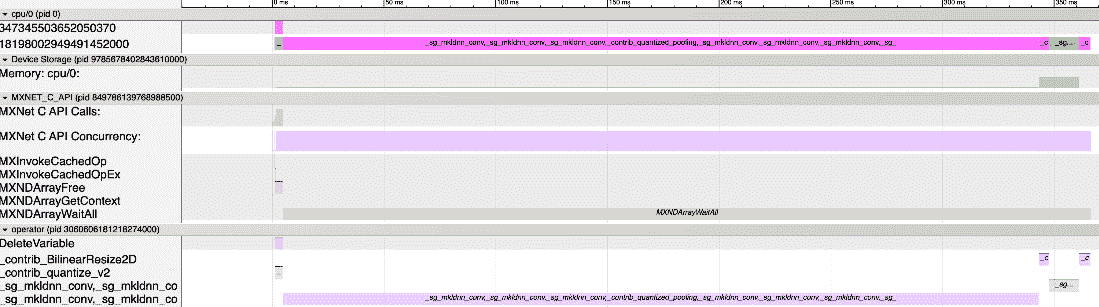 0 ms 50 ms 100 ms 150 ms 200 ms 250 ms 300 ms 350 ms
cpu/0 (pid 0)
347345503652050370
18198002949491452000 _ _sg_mkldnn_conv,_sg_mkldnn_conv,_sg_mkldnn_conv,_contrib_quantized_pooling,_sg_mkldnn_conv,_sg_mkldnn_conv,_sg_mkldnn_conv,_sg_ _c _sg... _c
Device Storage (pid 9785678402843610000)
Memory: cpu/0:
MXNET_C_API (pid 849786139768988500)
MXNet C API Calls:
MXNet C API Concurrency:
MXInvokeCachedOp
MXInvokeCachedOpEx
MXNDArrayFree
MXNDArrayGetContext
MXNDArrayWaitAll MXNDArrayWaitAll
operator (pid 3060606181218274000)
DeleteVariable
_contrib_BilinearResize2D _c _c
_contrib_quantize_v2
_sg_mkldnn_conv,_sg_mkldnn_co _sg...
_sg_mkldnn_conv,_sg_mkldnn_co _sg_mkldnn_conv,_sg_mkldnn_conv,_sg_mkldnn_conv,_contrib_quantized_pooling,_sg_mkldnn_conv,_sg_mkldnn_conv,_sg_mkldnn_conv,_sg_